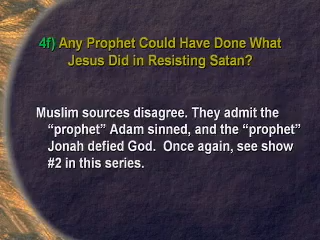 4f) Any Prophet Could Have Done What
Jesus Did in Resisting Satan?
Muslim sources disagree. They admit the
“prophet” Adam sinned, and the “prophet”
Jonah defied God.  Once again, see show
#2 in this series.